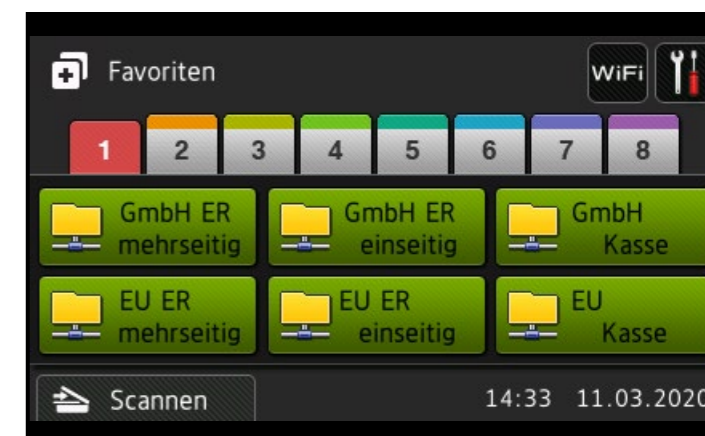 Favoriten
WiFi
1 2 3 4 5 6 7 8
GmbH ER
mehrseitig
GmbH ER
einseitig
GmbH
Kasse
EU ER
mehrseitig
EU ER
einseitig
EU
Kasse
Scannen
14:33 11.03.2020